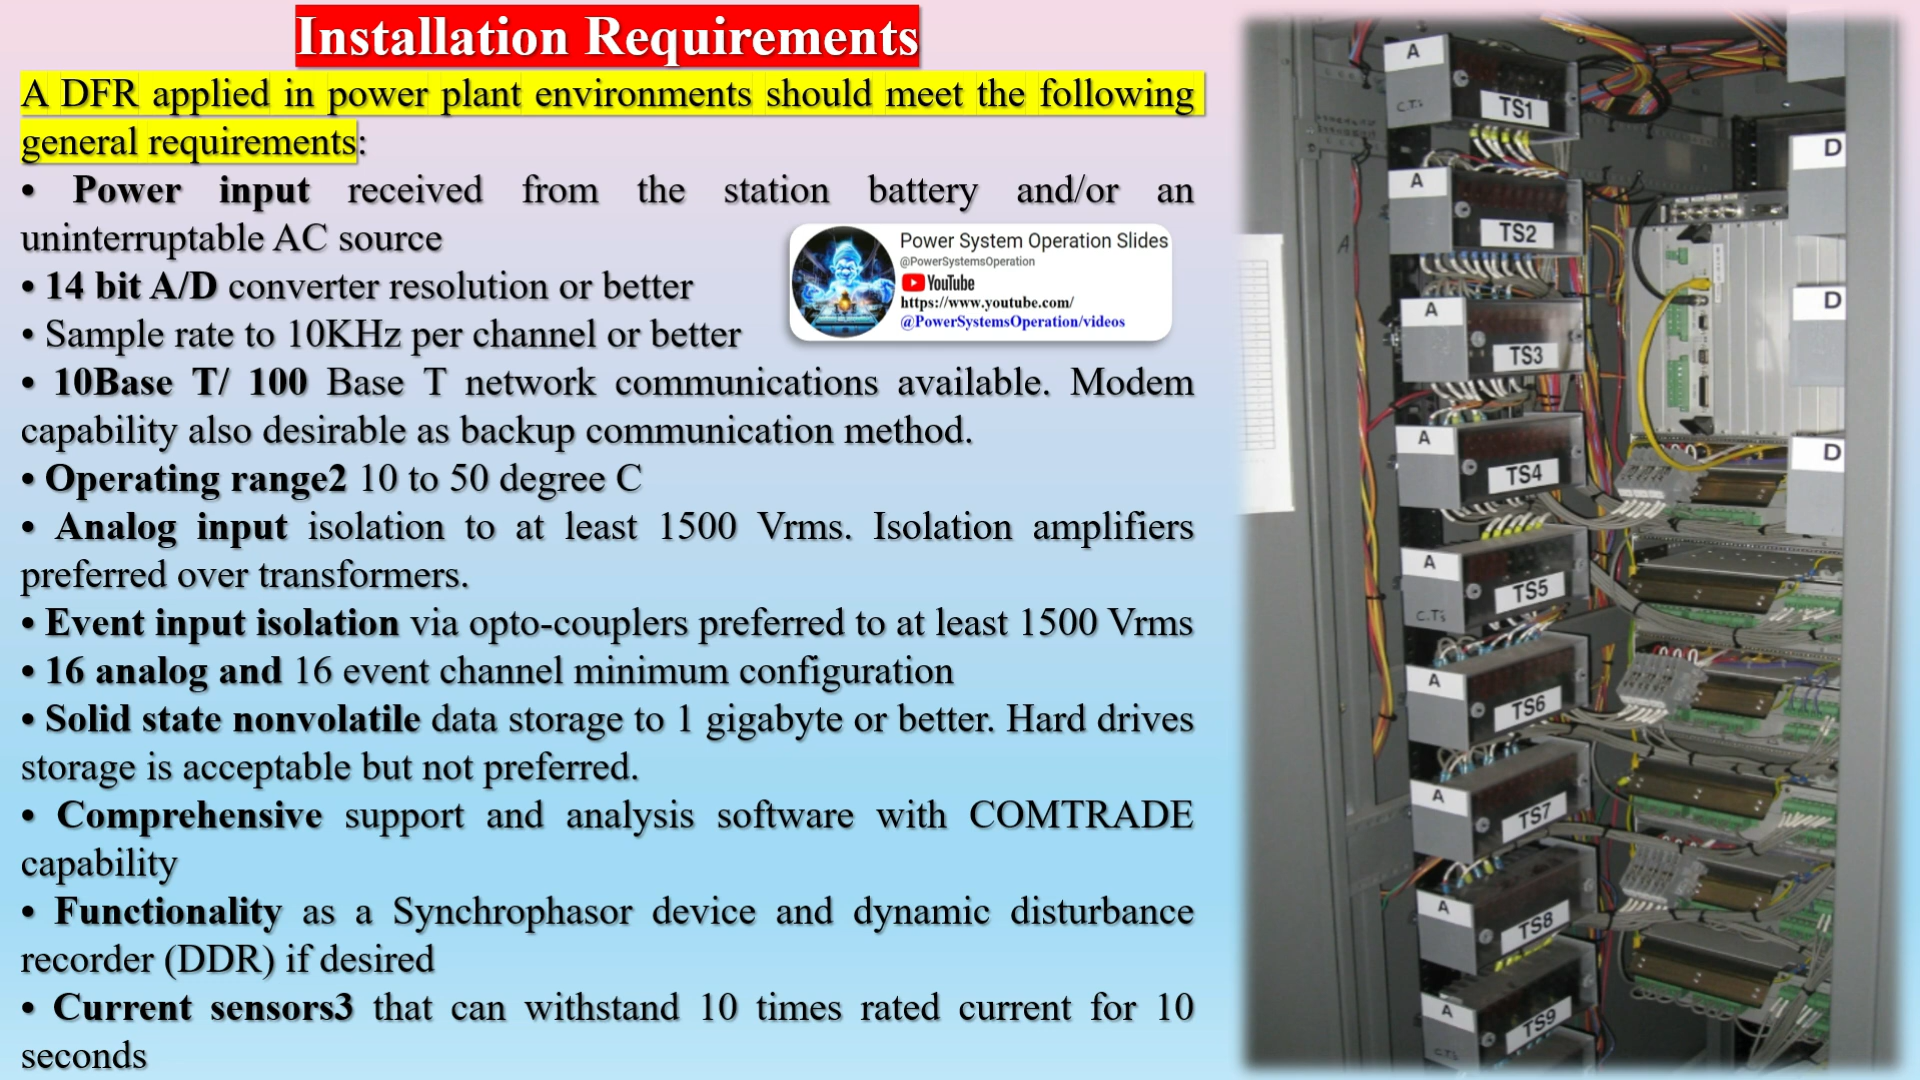 Installation Requirements
A DFR applied in power plant environments should meet the following
general requirements:
• Power input received from the station battery and/or an
uninterruptable AC source
• 14 bit A/D converter resolution or better
• Sample rate to 10KHz per channel or better
• 10Base T/ 100 Base T network communications available. Modem
capability also desirable as backup communication method.
• Operating range2 10 to 50 degree C
• Analog input isolation to at least 1500 Vrms. Isolation amplifiers
preferred over transformers.
• Event input isolation via opto-couplers preferred to at least 1500 Vrms
• 16 analog and 16 event channel minimum configuration
• Solid state nonvolatile data storage to 1 gigabyte or better. Hard drives
storage is acceptable but not preferred.
• Comprehensive support and analysis software with COMTRADE
capability
• Functionality as a Synchrophasor device and dynamic disturbance
recorder (DDR) if desired
• Current sensors3 that can withstand 10 times rated current for 10
seconds
Power System Operation Slides
@PowerSystemsOperation
YouTube
https://www.youtube.com/
@PowerSystemsOperation/videos
A
C.T's
TS1
A
TS2
A
TS3
A
TS4
A
C.T's
TS5
A
TS6
A
TS7
A
TS8
A
C.T's
TS9
A
D
D
D